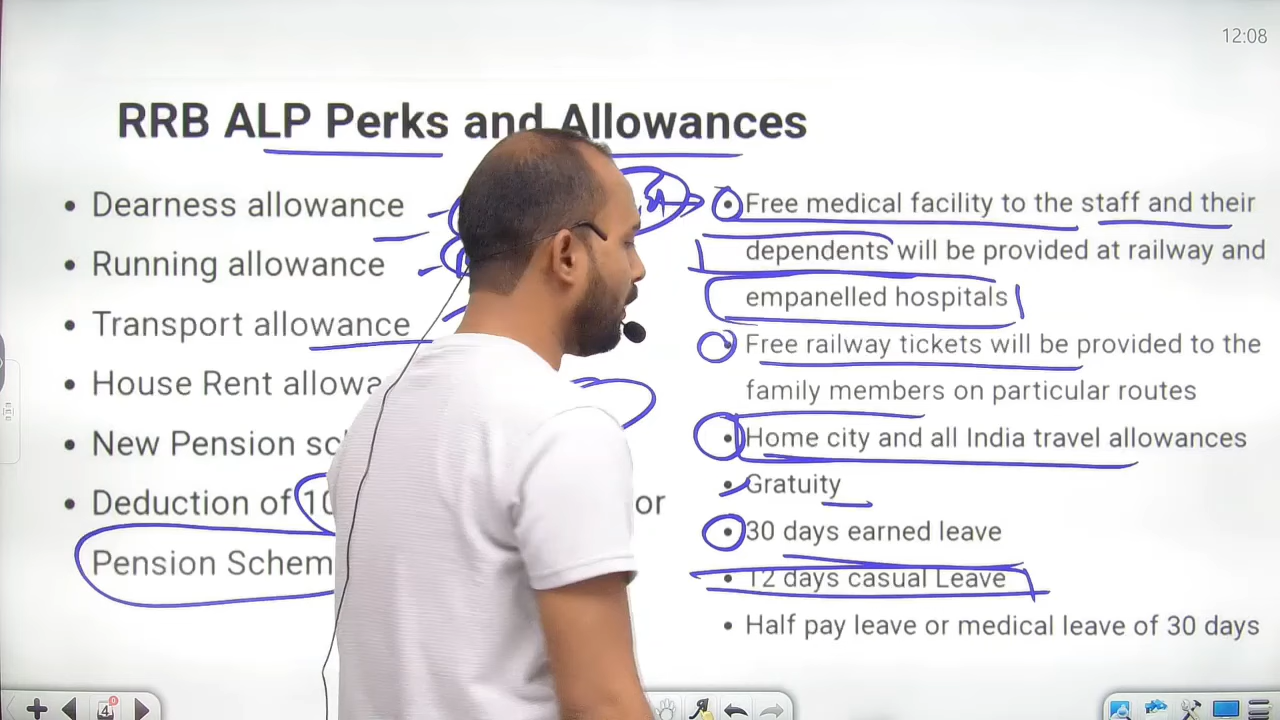 12:08
RRB ALP Perks and Allowances
Dearness allowance
Running allowance
Transport allowance
House Rent
New Pension
Deduction of
or
Pension
Free medical facility to the staff and their
dependents will be provided at railway and
empanelled hospitals
Free railway tickets will be provided to the
family members on particular routes
Home city and all India travel allowances
Gratuity
30 days earned leave
12 days casual Leave
Half pay leave or medical leave of 30 days
4